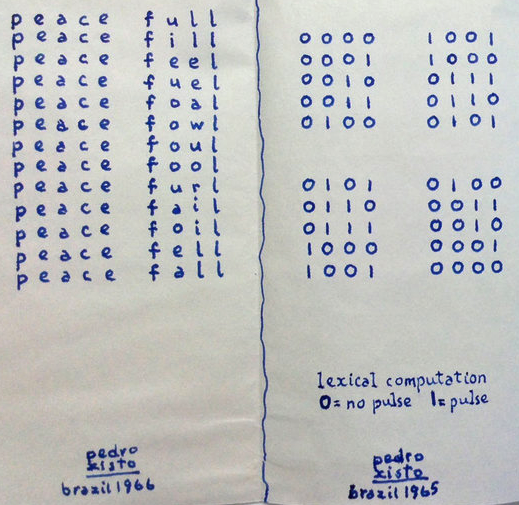 peace full
peace fill
peace feel
peace fuel
peace foal
peace fowl
peace foul
peace fool
peace furl
peace fail
peace foil
peace fell
peace fall
pedro
xisto
brazil 1966
0000 1001
0001 1000
0010 0111
0011 0110
0100 0101
0101 0100
0110 0011
0111 0010
1000 0001
1001 0000
lexical computation
0=no pulse 1=pulse
pedro
xisto
brazil 1965